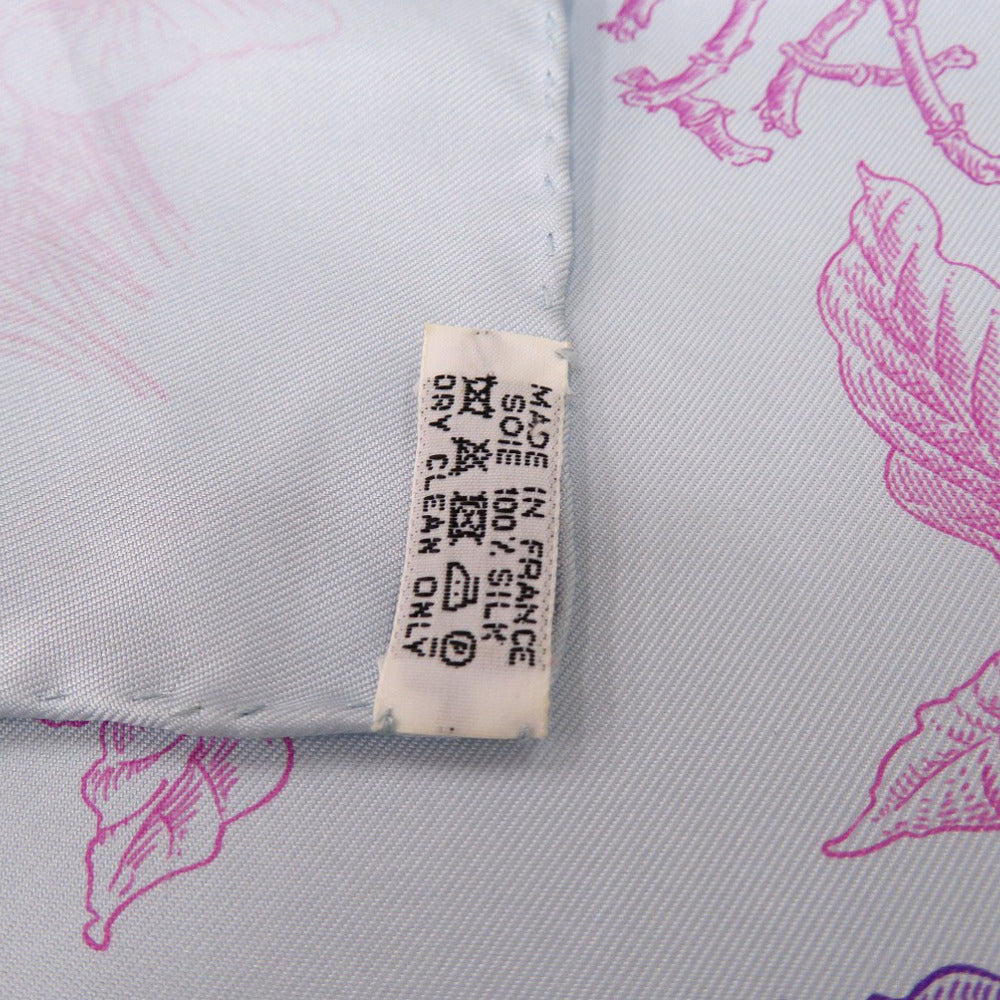 MADE IN FRANCE
SOIE 100% SILK
P
DRY CLEAN ONLY